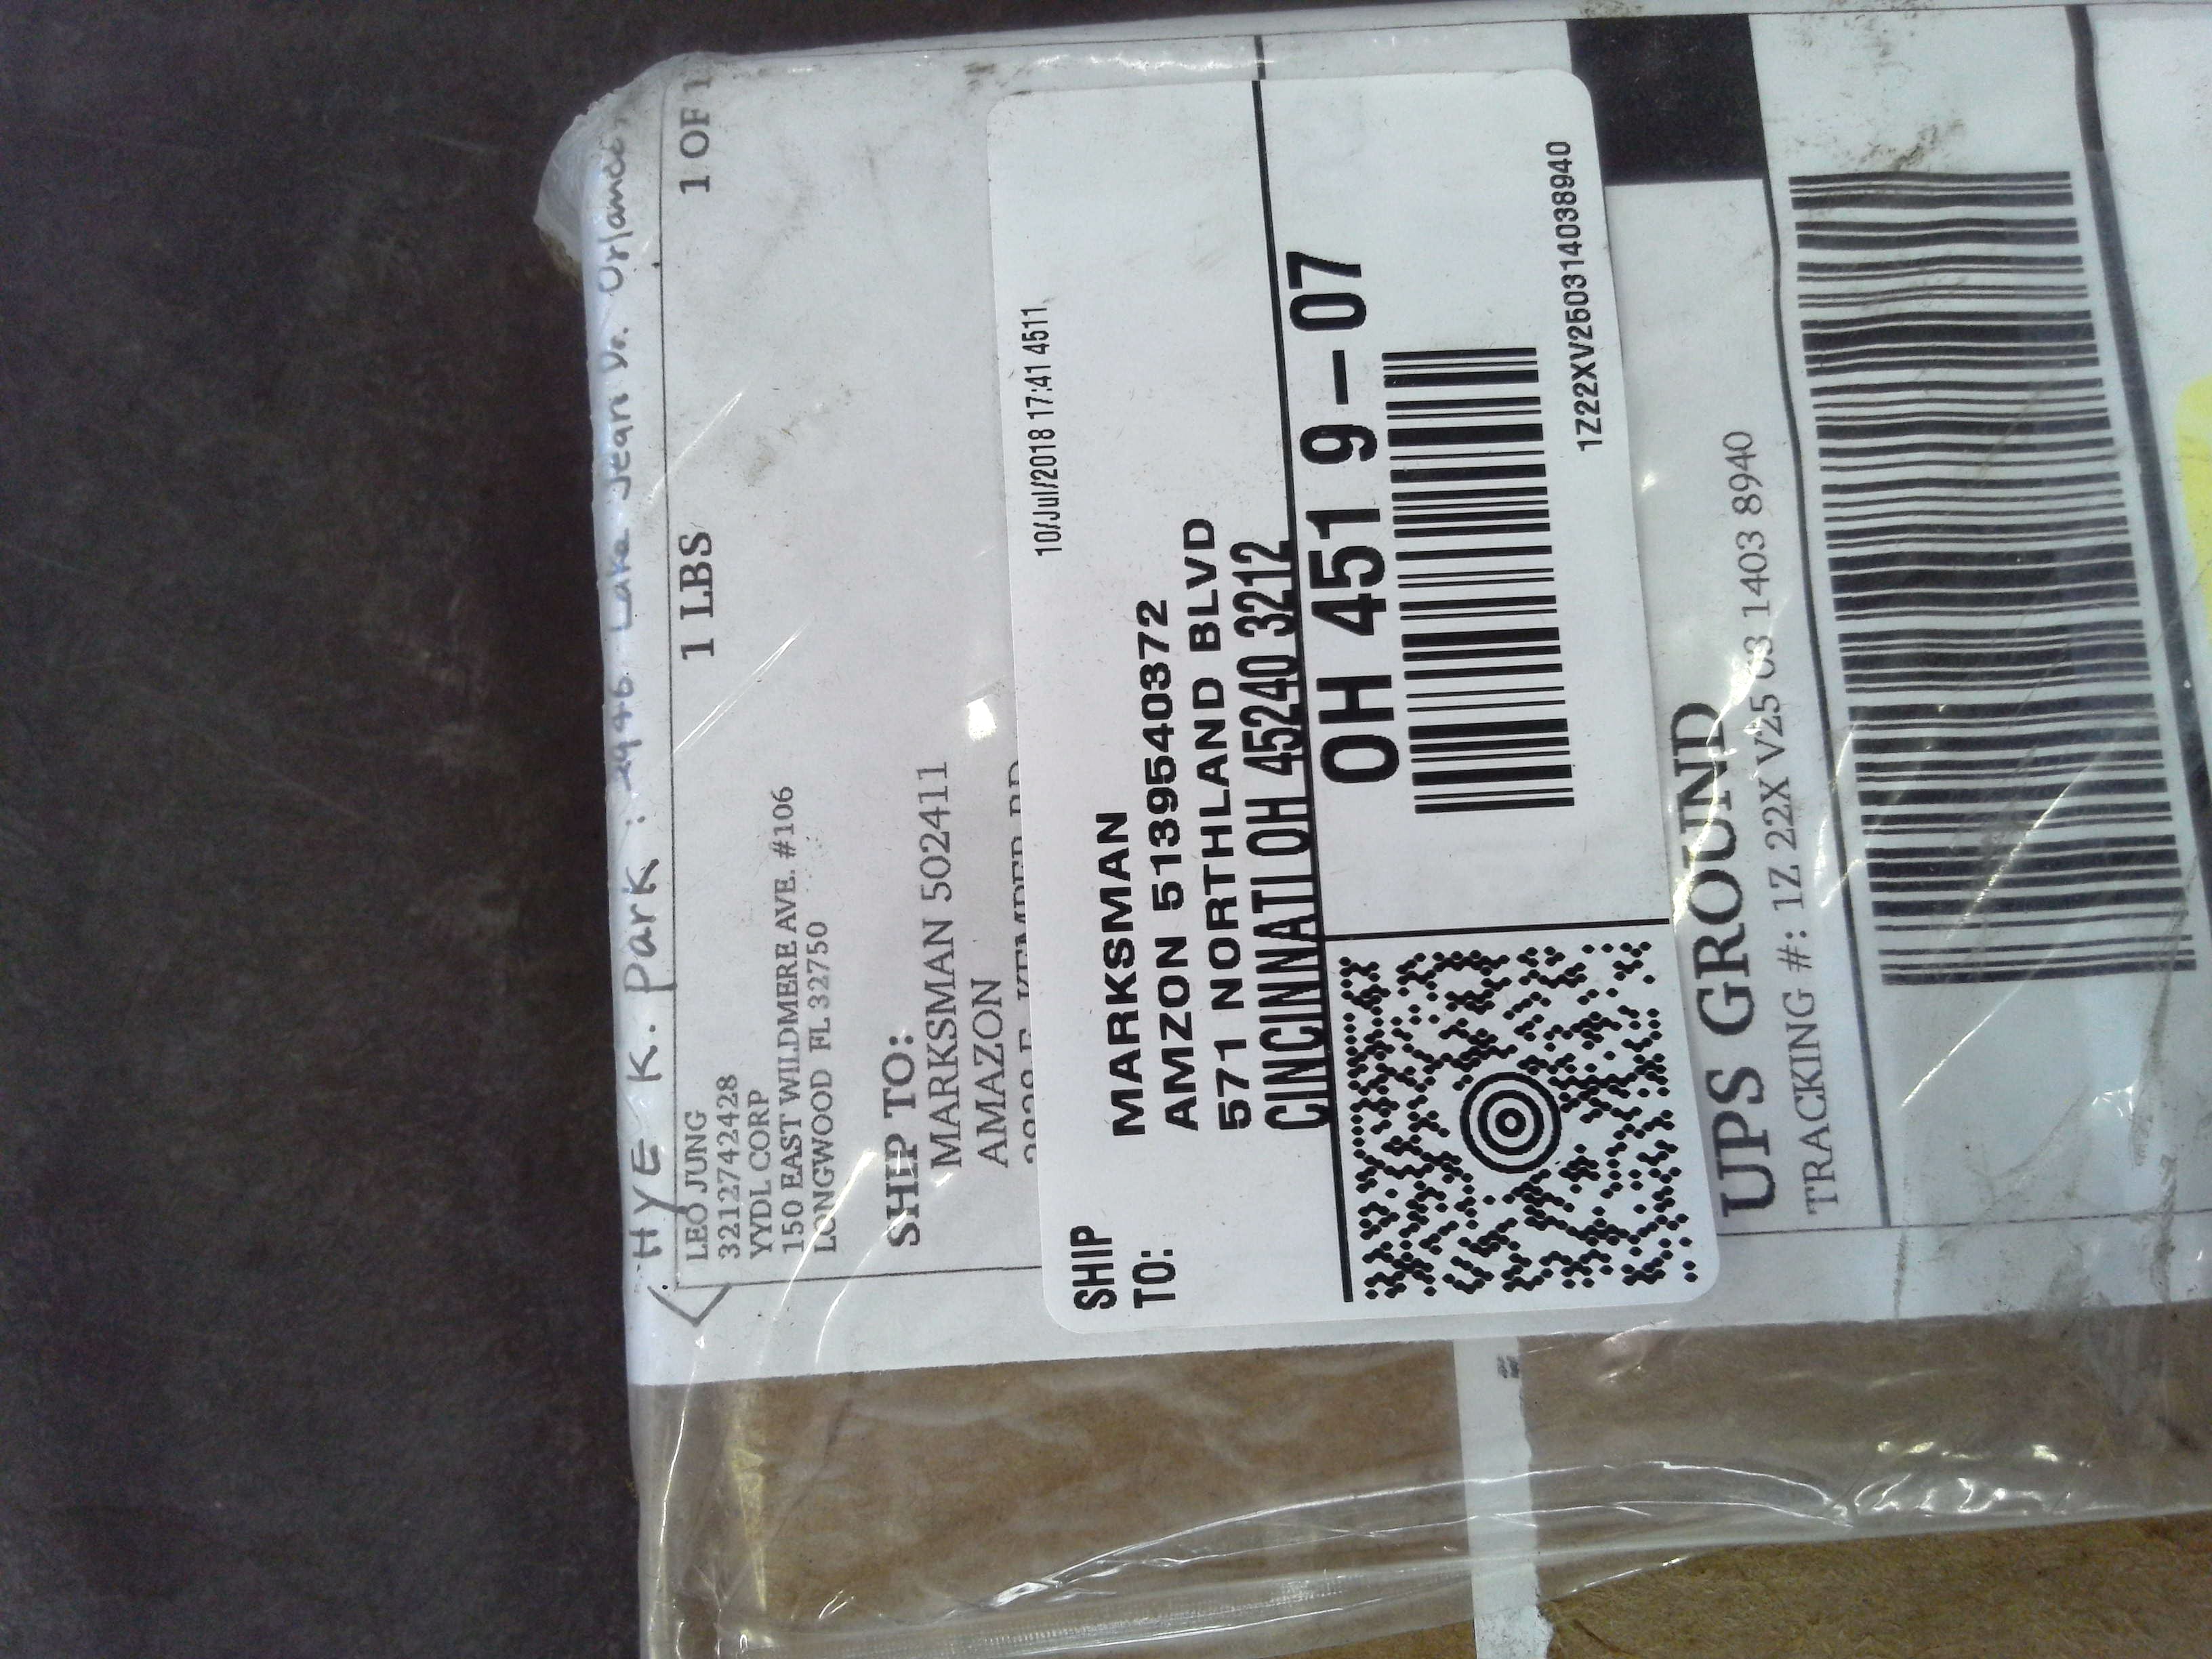 HYE K. Park : 2946 Lake Jean Dr. Orlando,
LEO JUNG
3212742428
YYDL CORP
150 EAST WILDMERE AVE. #106
LONGWOOD FL 32750
1 LBS
1 OF 1
SHIP TO:
MARKSMAN 502411
AMAZON
10/Jul/2018 17:41 4511
SHIP
TO:
MARKSMAN
AMZON 5139540372
571 NORTHLAND BLVD
CINCINNATI OH 45240 3212
OH 451 9-07
1Z22XV250314038940
UPS GROUND
TRACKING #: 1Z 22X V25 03 1403 8940